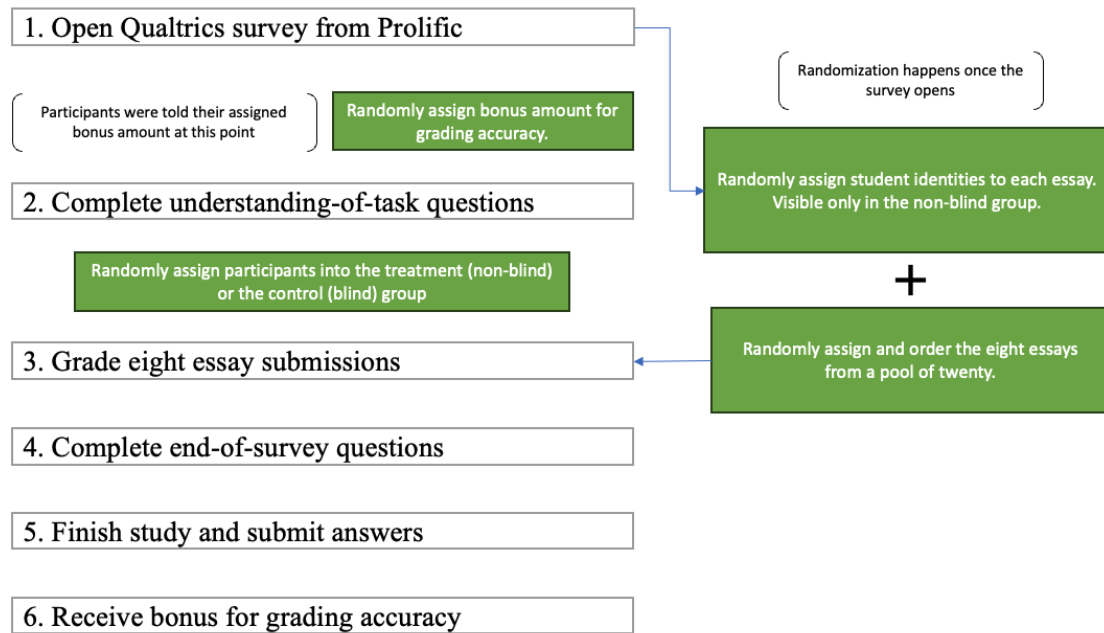 1. Open Qualtrics survey from Prolific
Randomization happens once the
survey opens
Participants were told their assigned
bonus amount at this point
Randomly assign bonus amount for
grading accuracy.
Randomly assign student identities to each essay.
Visible only in the non-blind group.
2. Complete understanding-of-task questions
Randomly assign participants into the treatment (non-blind)
or the control (blind) group
+
3. Grade eight essay submissions
Randomly assign and order the eight essays
from a pool of twenty.
4. Complete end-of-survey questions
5. Finish study and submit answers
6. Receive bonus for grading accuracy